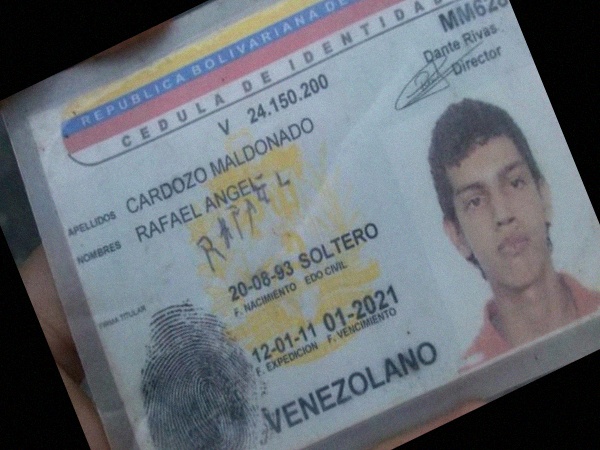 REPUBLICA BOLIVARIANA DE
CEDULA DE IDENTIDAD
MM628
V 24.150.200
Dante Rivas
Director
APELLIDOS CARDOZO MALDONADO
NOMBRES RAFAEL ANGEL
RAFAEL
20-08-93 SOLTERO
F. NACIMIENTO EDO CIVIL
FIRMA TITULAR
12-01-11 01-2021
F. EXPEDICION F. VENCIMIENTO
VENEZOLANO